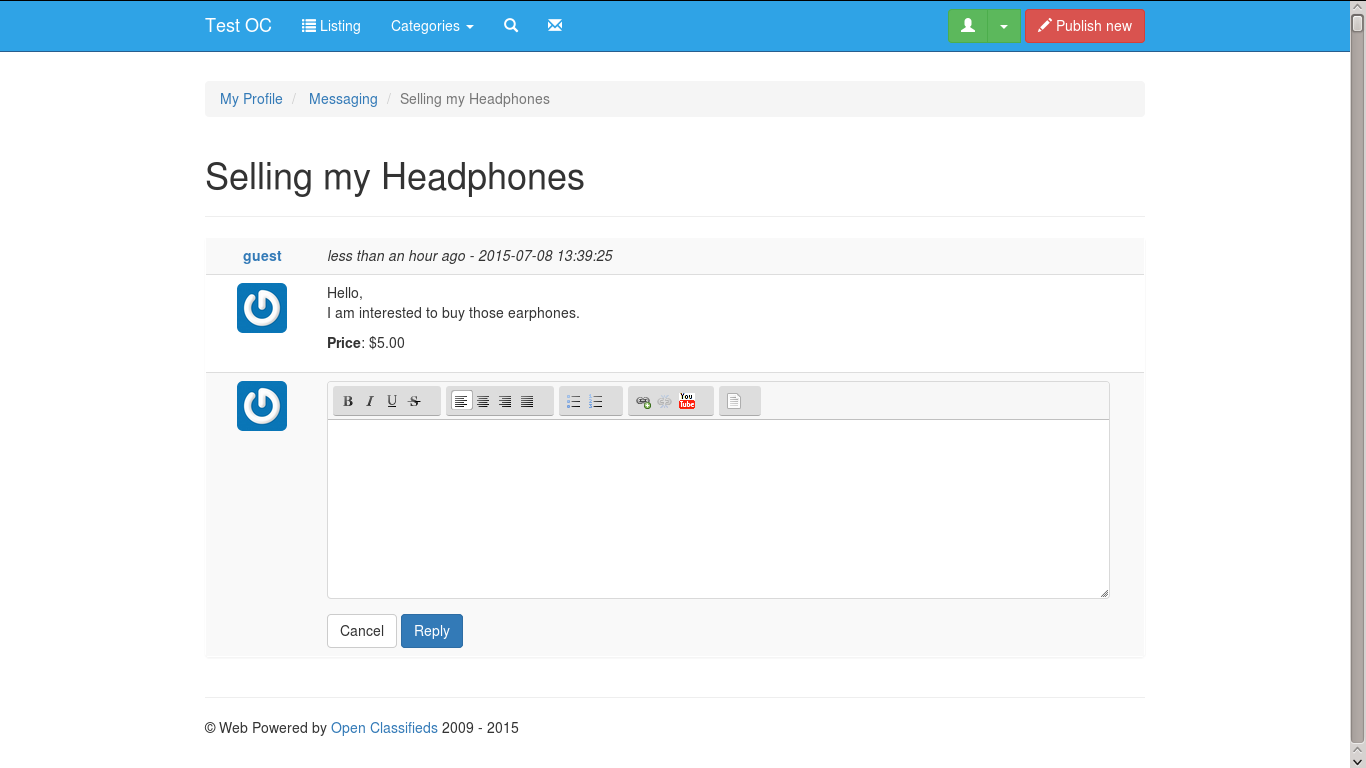 Test OC Listing Categories Publish new
My Profile / Messaging / Selling my Headphones
Selling my Headphones
guest less than an hour ago - 2015-07-08 13:39:25
Hello,
I am interested to buy those earphones.
Price: $5.00
B I U S You Tube
Cancel Reply
© Web Powered by Open Classifieds 2009 - 2015